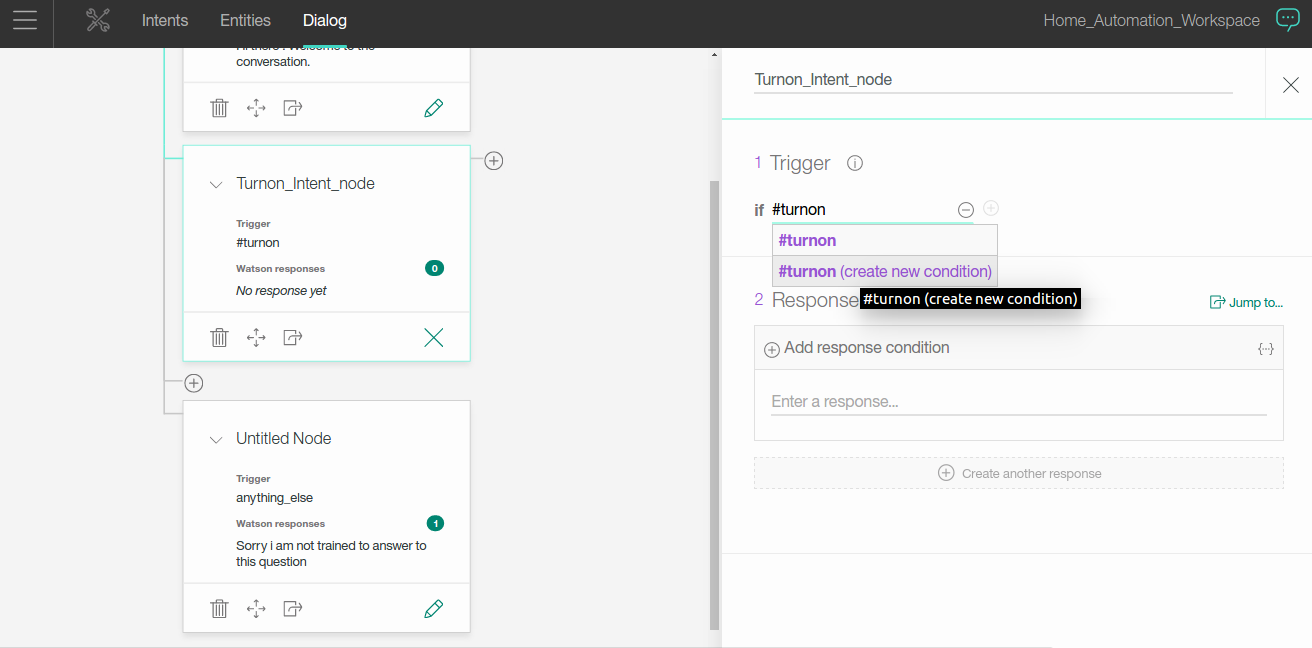 Intents Entities Dialog Home_Automation_Workspace
conversation.
Turnon_Intent_node
Trigger
#turnon
Watson responses 0
No response yet
Untitled Node
Trigger
anything_else
Watson responses 1
Sorry i am not trained to answer to
this question
Turnon_Intent_node
1 Trigger
if #turnon
#turnon
#turnon (create new condition)
2 Response
#turnon (create new condition)
Jump to...
Add response condition
Enter a response...
Create another response